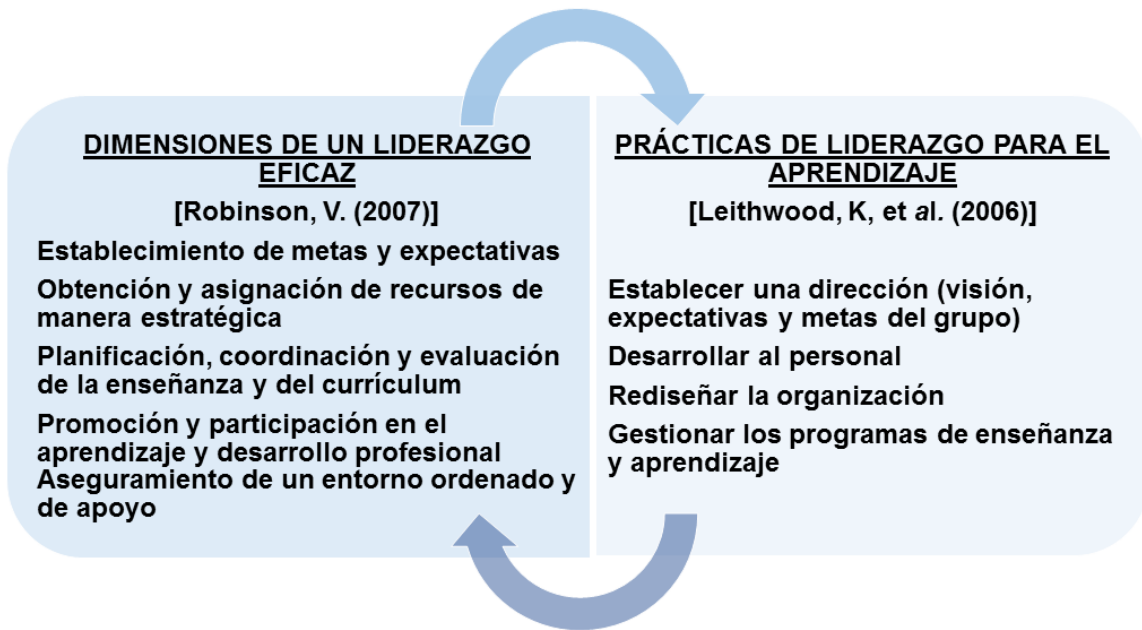 DIMENSIONES DE UN LIDERAZGO
EFICAZ
[Robinson, V. (2007)]
Establecimiento de metas y expectativas
Obtención y asignación de recursos de
manera estratégica
Planificación, coordinación y evaluación
de la enseñanza y del currículum
Promoción y participación en el
aprendizaje y desarrollo profesional
Aseguramiento de un entorno ordenado y
de apoyo
PRÁCTICAS DE LIDERAZGO PARA EL
APRENDIZAJE
[Leithwood, K, et al. (2006)]
Establecer una dirección (visión,
expectativas y metas del grupo)
Desarrollar al personal
Rediseñar la organización
Gestionar los programas de enseñanza
y aprendizaje